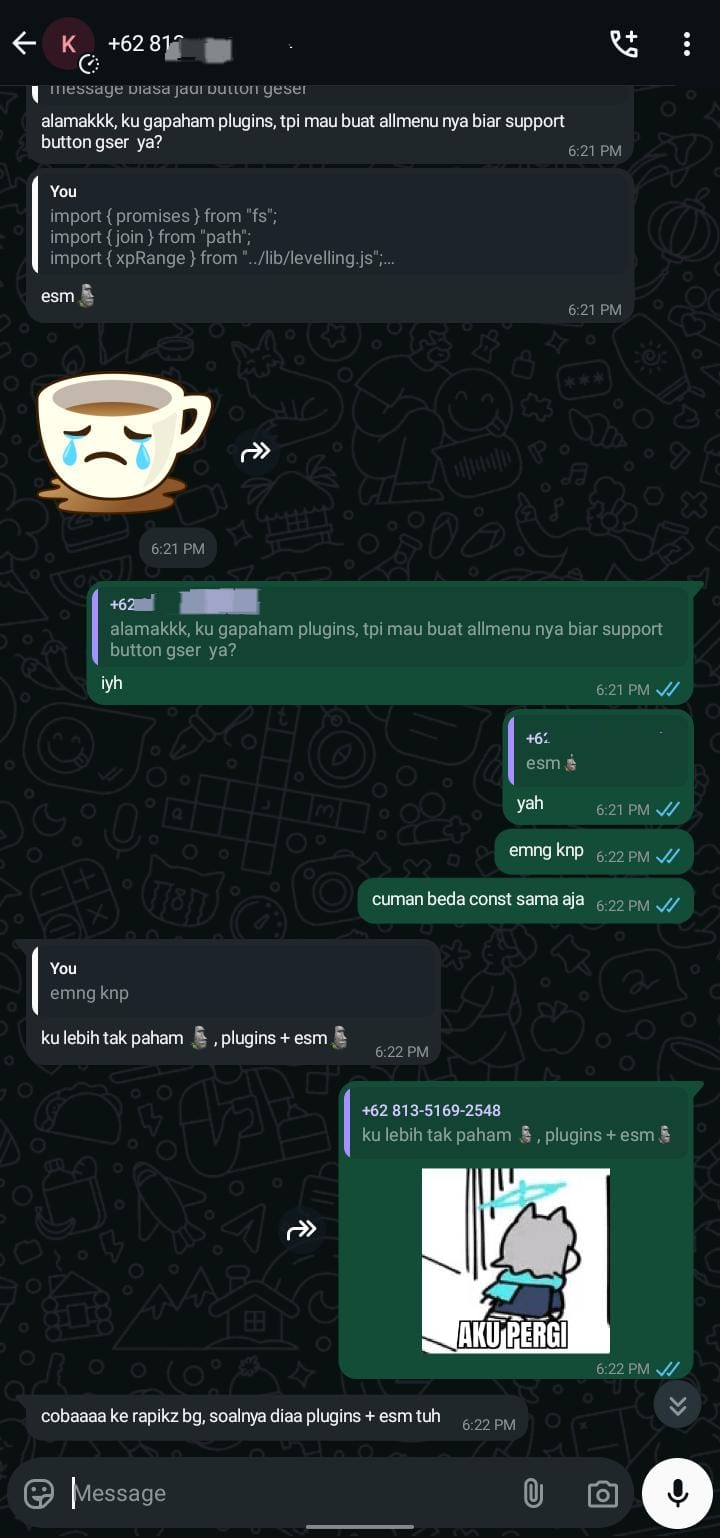 K
+62 812
message biasa jadi button geser
alamakkk, ku gapaham plugins, tpi mau buat allmenu nya biar support
button gser ya?
6:21 PM
You
import { promises } from "fs";
import { join } from "path";
import { xpRange } from "../lib/levelling.js";...
esm🗿
6:21 PM
6:21 PM
+62
alamakkk, ku gapaham plugins, tpi mau buat allmenu nya biar support
button gser ya?
iyh
6:21 PM
+62
esm🗿
yah
6:21 PM
emng knp
6:22 PM
cuman beda const sama aja
6:22 PM
You
emng knp
ku lebih tak paham 🗿 , plugins + esm🗿
6:22 PM
+62 813-5169-2548
ku lebih tak paham 🗿 , plugins + esm🗿
AKU PERGI
6:22 PM
cobaaaa ke rapikz bg, soalnya diaa plugins + esm tuh
6:22 PM
Message